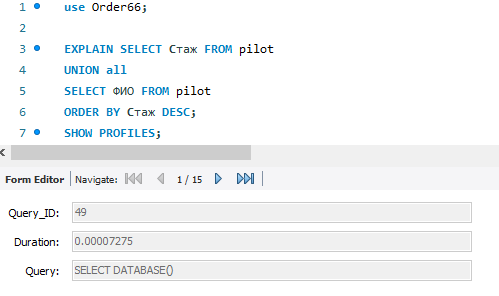 1 use Order66;
2
3 EXPLAIN SELECT Стаж FROM pilot
4 UNION all
5 SELECT ФИО FROM pilot
6 ORDER BY Стаж DESC;
7 SHOW PROFILES;
Form Editor Navigate: 1 / 15
Query_ID: 49
Duration: 0.00007275
Query: SELECT DATABASE()